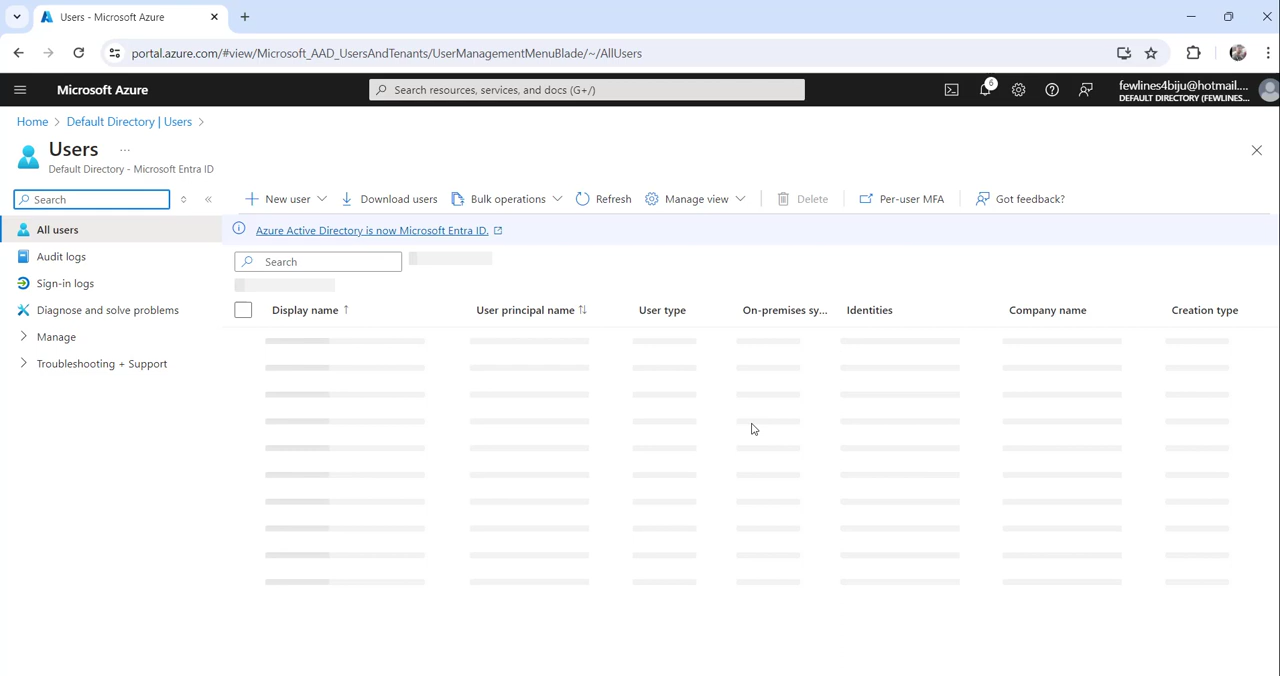 Users - Microsoft Azure
portal.azure.com/#view/Microsoft_AAD_UsersAndTenants/UserManagementMenuBlade/~/AllUsers
Microsoft Azure
Search resources, services, and docs (G+/)
6
fewlines4biju@hotmail....
DEFAULT DIRECTORY (FEWLINES...
Home > Default Directory | Users >
Users ...
Default Directory - Microsoft Entra ID
Search
New user
Download users
Bulk operations
Refresh
Manage view
Delete
Per-user MFA
Got feedback?
All users
Audit logs
Sign-in logs
Diagnose and solve problems
Manage
Troubleshooting + Support
Azure Active Directory is now Microsoft Entra ID.
Search
Display name ↑ User principal name ↑↓ User type On-premises sy... Identities Company name Creation type